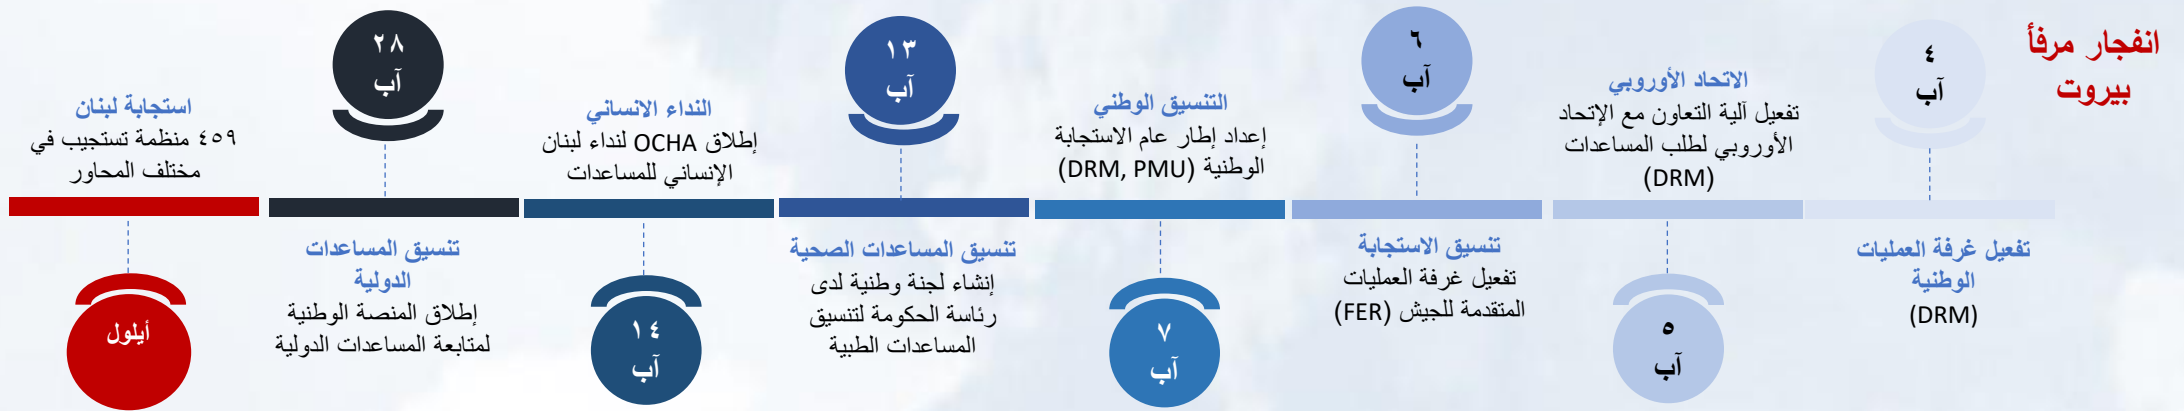 انفجار مرفأ
بيروت
٤
آب
تفعيل غرفة العمليات
الوطنية
(DRM)
الاتحاد الأوروبي
تفعيل آلية التعاون مع الإتحاد
الأوروبي لطلب المساعدات
(DRM)
٥
آب
٦
آب
تنسيق الاستجابة
تفعيل غرفة العمليات
المتقدمة للجيش (FER)
التنسيق الوطني
إعداد إطار عام الاستجابة
الوطنية (DRM, PMU)
٧
آب
١٣
آب
تنسيق المساعدات الصحية
إنشاء لجنة وطنية لدى
رئاسة الحكومة لتنسيق
المساعدات الطبية
النداء الانساني
إطلاق OCHA لنداء لبنان
الإنساني للمساعدات
١٤
آب
٢٨
آب
تنسيق المساعدات
الدولية
إطلاق المنصة الوطنية
لمتابعة المساعدات الدولية
استجابة لبنان
٤٥٩ منظمة تستجيب في
مختلف المحاور
أيلول